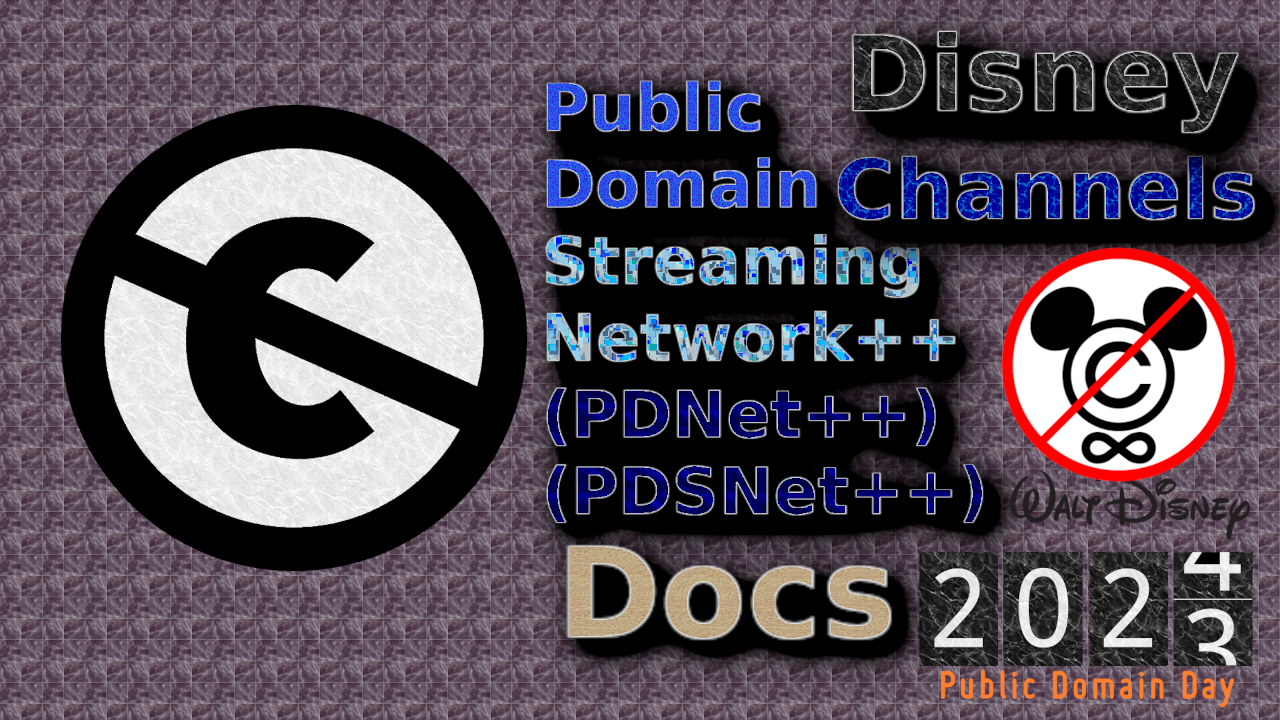 Disney
Channels
Public
Domain
Streaming
Network++
(PDNet++)
(PDSNet++)
Docs
C
C
WALT DISNEY
2024
3
Public Domain Day